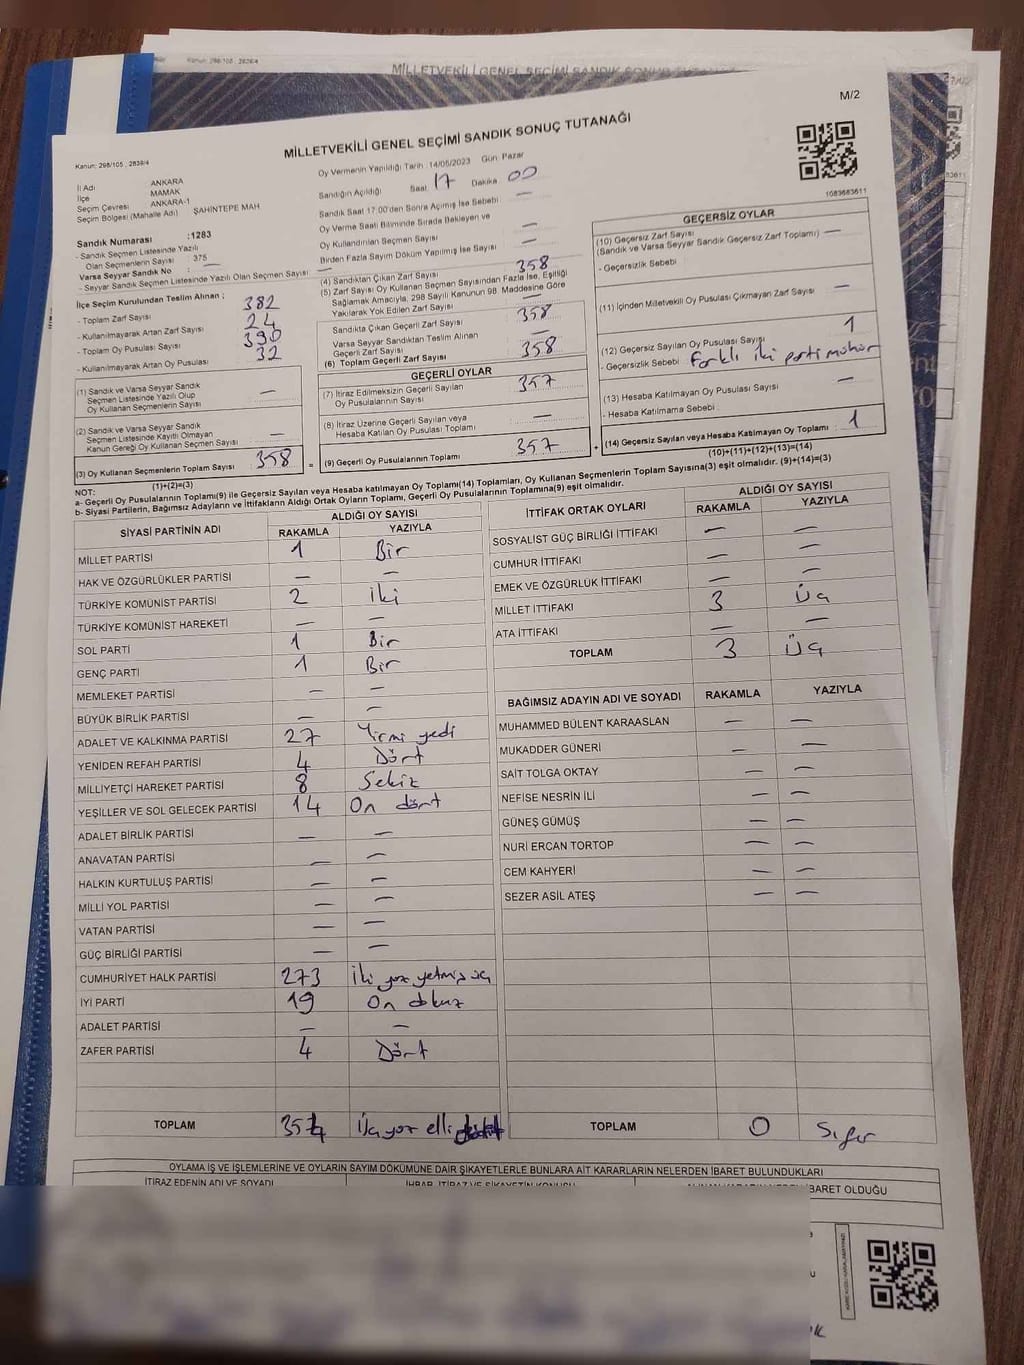 Kanun: 298/105, 2839/4
MİLLETVEKİLİ GENEL SEÇİMİ SANDIK SONUÇ TUTANAĞI
M/2
MİLLETVEKİLİ GENEL SEÇİMİ SANDIK SONUÇ TUTANAĞI
Kanun: 298/105, 2839/4
1083683611
İl Adı ANKARA
İlçe MAMAK
Seçim Çevresi ANKARA-1
Seçim Bölgesi (Mahalle Adı) ŞAHİNTEPE MAH
Sandık Numarası :1283
- Sandık Seçmen Listesinde Yazılı
Olan Seçmenlerin Sayısı : 375
Varsa Seyyar Sandık No : —
- Seyyar Sandık Seçmen Listesinde Yazılı Olan Seçmen Sayısı : —
İlçe Seçim Kurulundan Teslim Alınan ;
- Toplam Zarf Sayısı 382
- Kullanılmayarak Artan Zarf Sayısı 24
- Toplam Oy Pusulası Sayısı 390
- Kullanılmayarak Artan Oy Pusulası 32
(1) Sandık ve Varsa Seyyar Sandık
Seçmen Listesinde Yazılı Olup
Oy Kullanan Seçmenlerin Sayısı —
(2) Sandık ve Varsa Seyyar Sandık
Seçmen Listesinde Kayıtlı Olmayan
Kanun Gereği Oy Kullanan Seçmen Sayısı —
(3) Oy Kullanan Seçmenlerin Toplam Sayısı 358
(1)+(2)=(3)
Oy Vermenin Yapıldığı Tarih :14/05/2023 Gün: Pazar
Sandığın Açıldığı Saat: 17 Dakika: 00
Sandık Saat 17:00'den Sonra Açılmış İse Sebebi : —
Oy Verme Saati Bitiminde Sırada Bekleyen ve
Oy Kullandırılan Seçmen Sayısı : —
Birden Fazla Sayım Döküm Yapılmış İse Sayısı : —
(4) Sandıktan Çıkan Zarf Sayısı 358
(5) Zarf Sayısı Oy Kullanan Seçmen Sayısından Fazla İse, Eşitliği
Sağlamak Amacıyla, 298 Sayılı Kanunun 98. Maddesine Göre
Yakılarak Yok Edilen Zarf Sayısı : —
Sandıkta Çıkan Geçerli Zarf Sayısı 358
Varsa Seyyar Sandıktan Teslim Alınan
Geçerli Zarf Sayısı —
(6) Toplam Geçerli Zarf Sayısı 358
GEÇERLİ OYLAR
(7) İtiraz Edilmeksizin Geçerli Sayılan
Oy Pusulalarının Sayısı 357
(8) İtiraz Üzerine Geçerli Sayılan veya
Hesaba Katılan Oy Pusulası Toplamı —
= (9) Geçerli Oy Pusulalarının Toplamı 357
GEÇERSİZ OYLAR
(10) Geçersiz Zarf Sayısı
(Sandık ve Varsa Seyyar Sandık Geçersiz Zarf Toplamı) —
- Geçersizlik Sebebi :
(11) İçinden Milletvekili Oy Pusulası Çıkmayan Zarf Sayısı —
(12) Geçersiz Sayılan Oy Pusulası Sayısı 1
- Geçersizlik Sebebi : farklı iki parti mühür
(13) Hesaba Katılmayan Oy Pusulası Sayısı —
- Hesaba Katılmama Sebebi :
+ (14) Geçersiz Sayılan veya Hesaba Katılmayan Oy Toplamı : 1
(10)+(11)+(12)+(13)=(14)
NOT:
a- Geçerli Oy Pusulalarının Toplamı(9) ile Geçersiz Sayılan veya Hesaba katılmayan Oy Toplamı(14) Toplamları, Oy Kullanan Seçmenlerin Toplam Sayısına(3) eşit olmalıdır. (9)+(14)=(3)
b- Siyasi Partilerin, Bağımsız Adayların ve İttifakların Aldığı Ortak Oyların Toplamı, Geçerli Oy Pusulalarının Toplamına(9) eşit olmalıdır.
SİYASİ PARTİNİN ADI ALDIĞI OY SAYISI
RAKAMLA YAZIYLA
MİLLET PARTİSİ 1 Bir
HAK VE ÖZGÜRLÜKLER PARTİSİ — —
TÜRKİYE KOMÜNİST PARTİSİ 2 İki
TÜRKİYE KOMÜNİST HAREKETİ — —
SOL PARTİ 1 Bir
GENÇ PARTİ 1 Bir
MEMLEKET PARTİSİ — —
BÜYÜK BİRLİK PARTİSİ — —
ADALET VE KALKINMA PARTİSİ 27 Yirmi yedi
YENİDEN REFAH PARTİSİ 4 Dört
MİLLİYETÇİ HAREKET PARTİSİ 8 Sekiz
YEŞİLLER VE SOL GELECEK PARTİSİ 14 On dört
ADALET BİRLİK PARTİSİ — —
ANAVATAN PARTİSİ — —
HALKIN KURTULUŞ PARTİSİ — —
MİLLİ YOL PARTİSİ — —
VATAN PARTİSİ — —
GÜÇ BİRLİĞİ PARTİSİ — —
CUMHURİYET HALK PARTİSİ 273 İki yüz yetmiş üç
İYİ PARTİ 19 On dokuz
ADALET PARTİSİ — —
ZAFER PARTİSİ 4 Dört
TOPLAM 354 Üç yüz elli
İTTİFAK ORTAK OYLARI ALDIĞI OY SAYISI
RAKAMLA YAZIYLA
SOSYALİST GÜÇ BİRLİĞİ İTTİFAKI — —
CUMHUR İTTİFAKI — —
EMEK VE ÖZGÜRLÜK İTTİFAKI — —
MİLLET İTTİFAKI 3 Üç
ATA İTTİFAKI — —
TOPLAM 3 Üç
BAĞIMSIZ ADAYIN ADI VE SOYADI RAKAMLA YAZIYLA
MUHAMMED BÜLENT KARAASLAN — —
MUKADDER GÜNERİ — —
SAİT TOLGA OKTAY — —
NEFİSE NESRİN İLİ — —
GÜNEŞ GÜMÜŞ — —
NURİ ERCAN TORTOP — —
CEM KAHYERİ — —
SEZER ASİL ATEŞ — —
TOPLAM 0 Sıfır
OYLAMA İŞ VE İŞLEMLERİNE VE OYLARIN SAYIM DÖKÜMÜNE DAİR ŞİKAYETLERLE BUNLARA AİT KARARLARIN NELERDEN İBARET BULUNDUKLARI
İTİRAZ EDENİN ADI VE SOYADI İHBAR, İTİRAZ VE ŞİKAYETİN KONUSU İBARET OLDUĞU